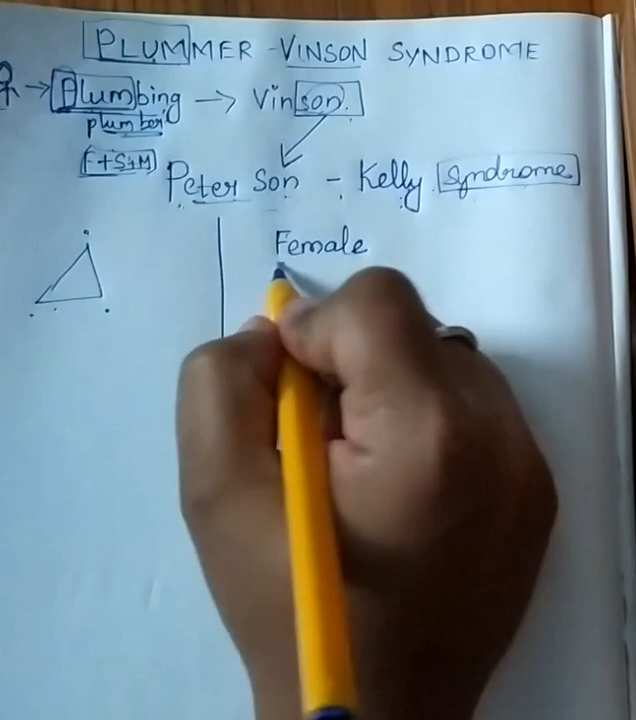 PLUMMER - VINSON SYNDROME
→ Plumbing → Vinson.
plumber
F+S+M
Peter Son - Kelly Syndrome
Female